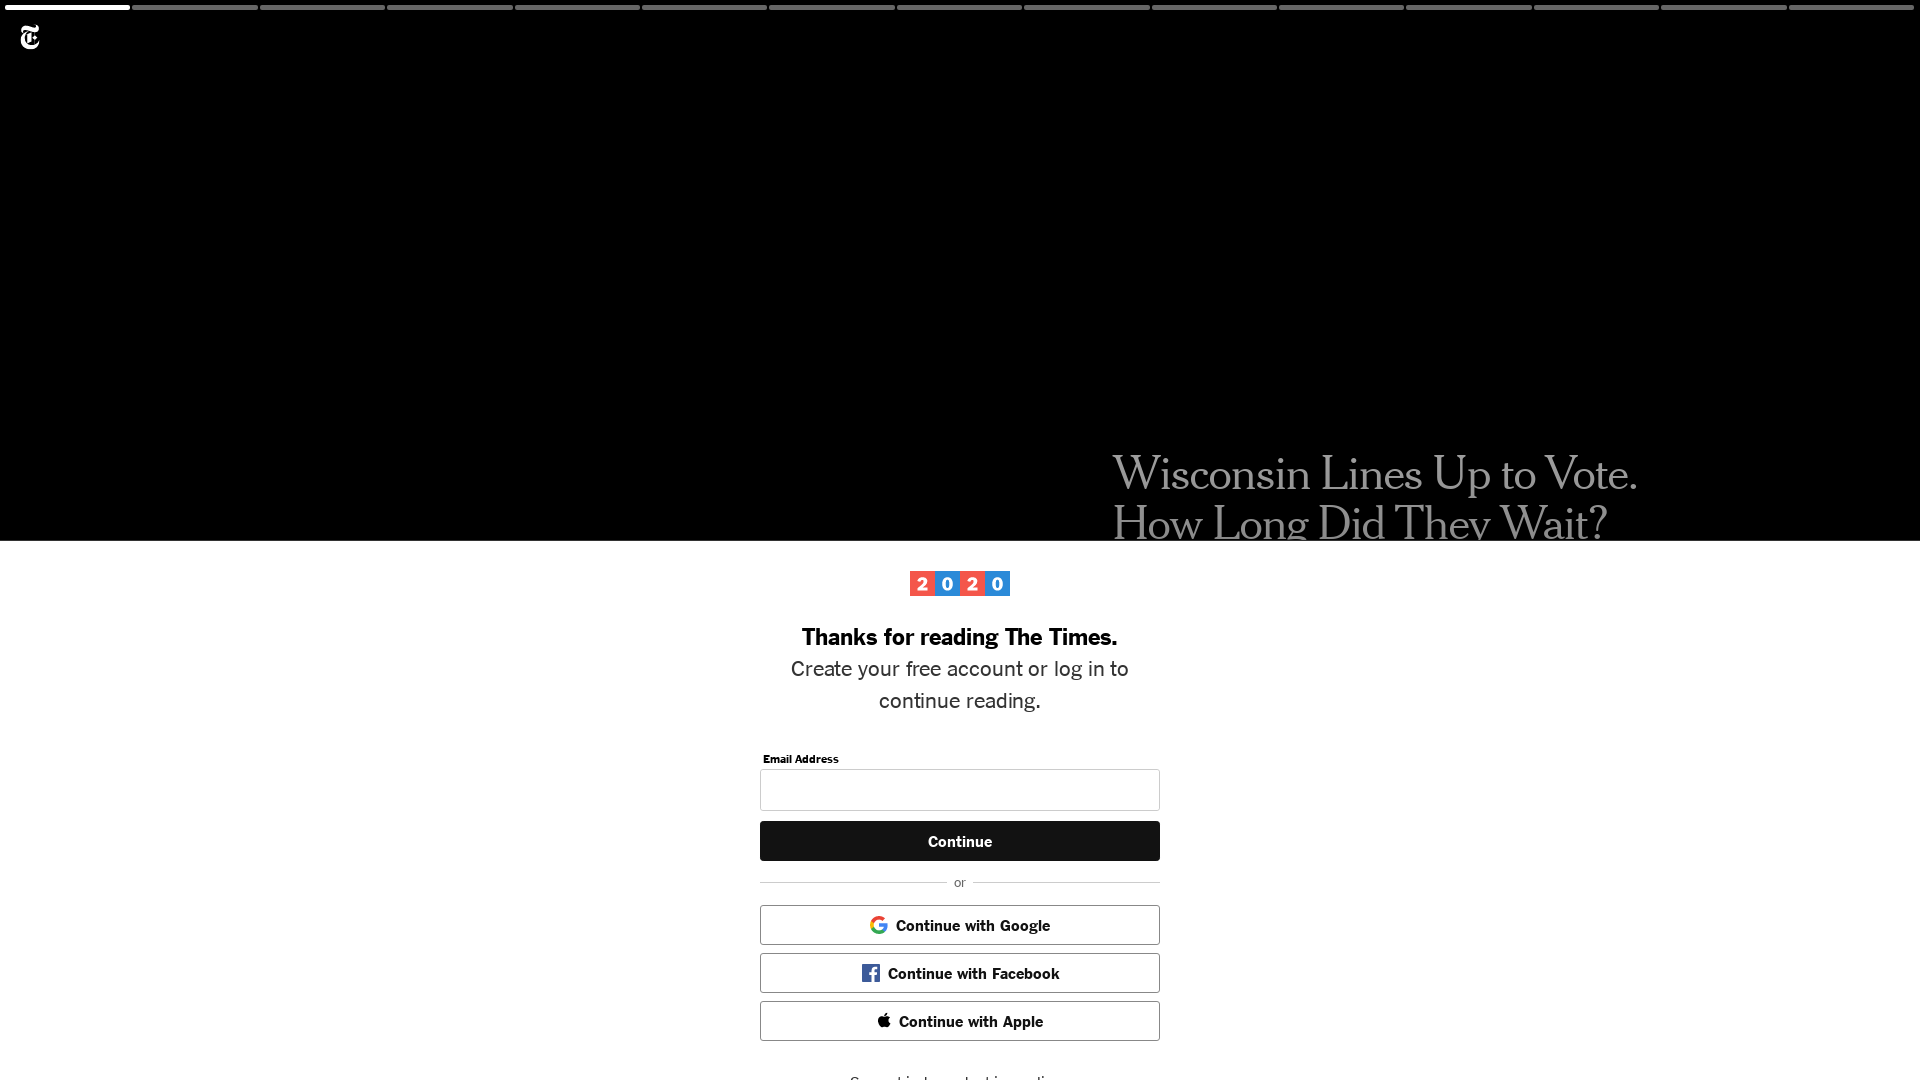 Wisconsin Lines Up to Vote.
How Long Did They Wait?
2020
Thanks for reading The Times.
Create your free account or log in to
continue reading.
Email Address
Continue
or
Continue with Google
Continue with Facebook
Continue with Apple